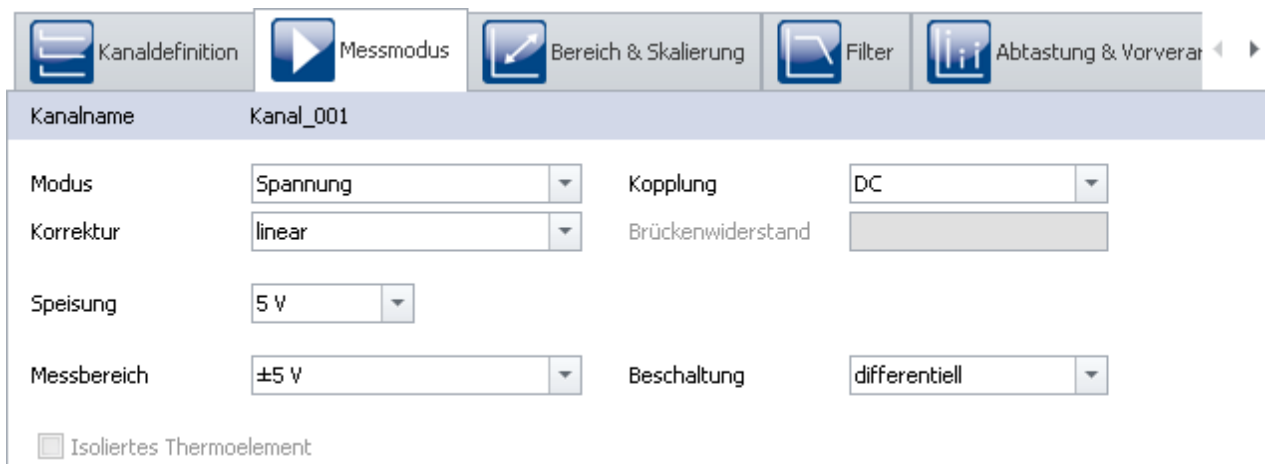 Kanaldefinition Messmodus Bereich & Skalierung Filter Abtastung & Vorverar
Kanalname Kanal_001
Modus Spannung Kopplung DC
Korrektur linear Brückenwiderstand
Speisung 5 V
Messbereich ±5 V Beschaltung differentiell
Isoliertes Thermoelement